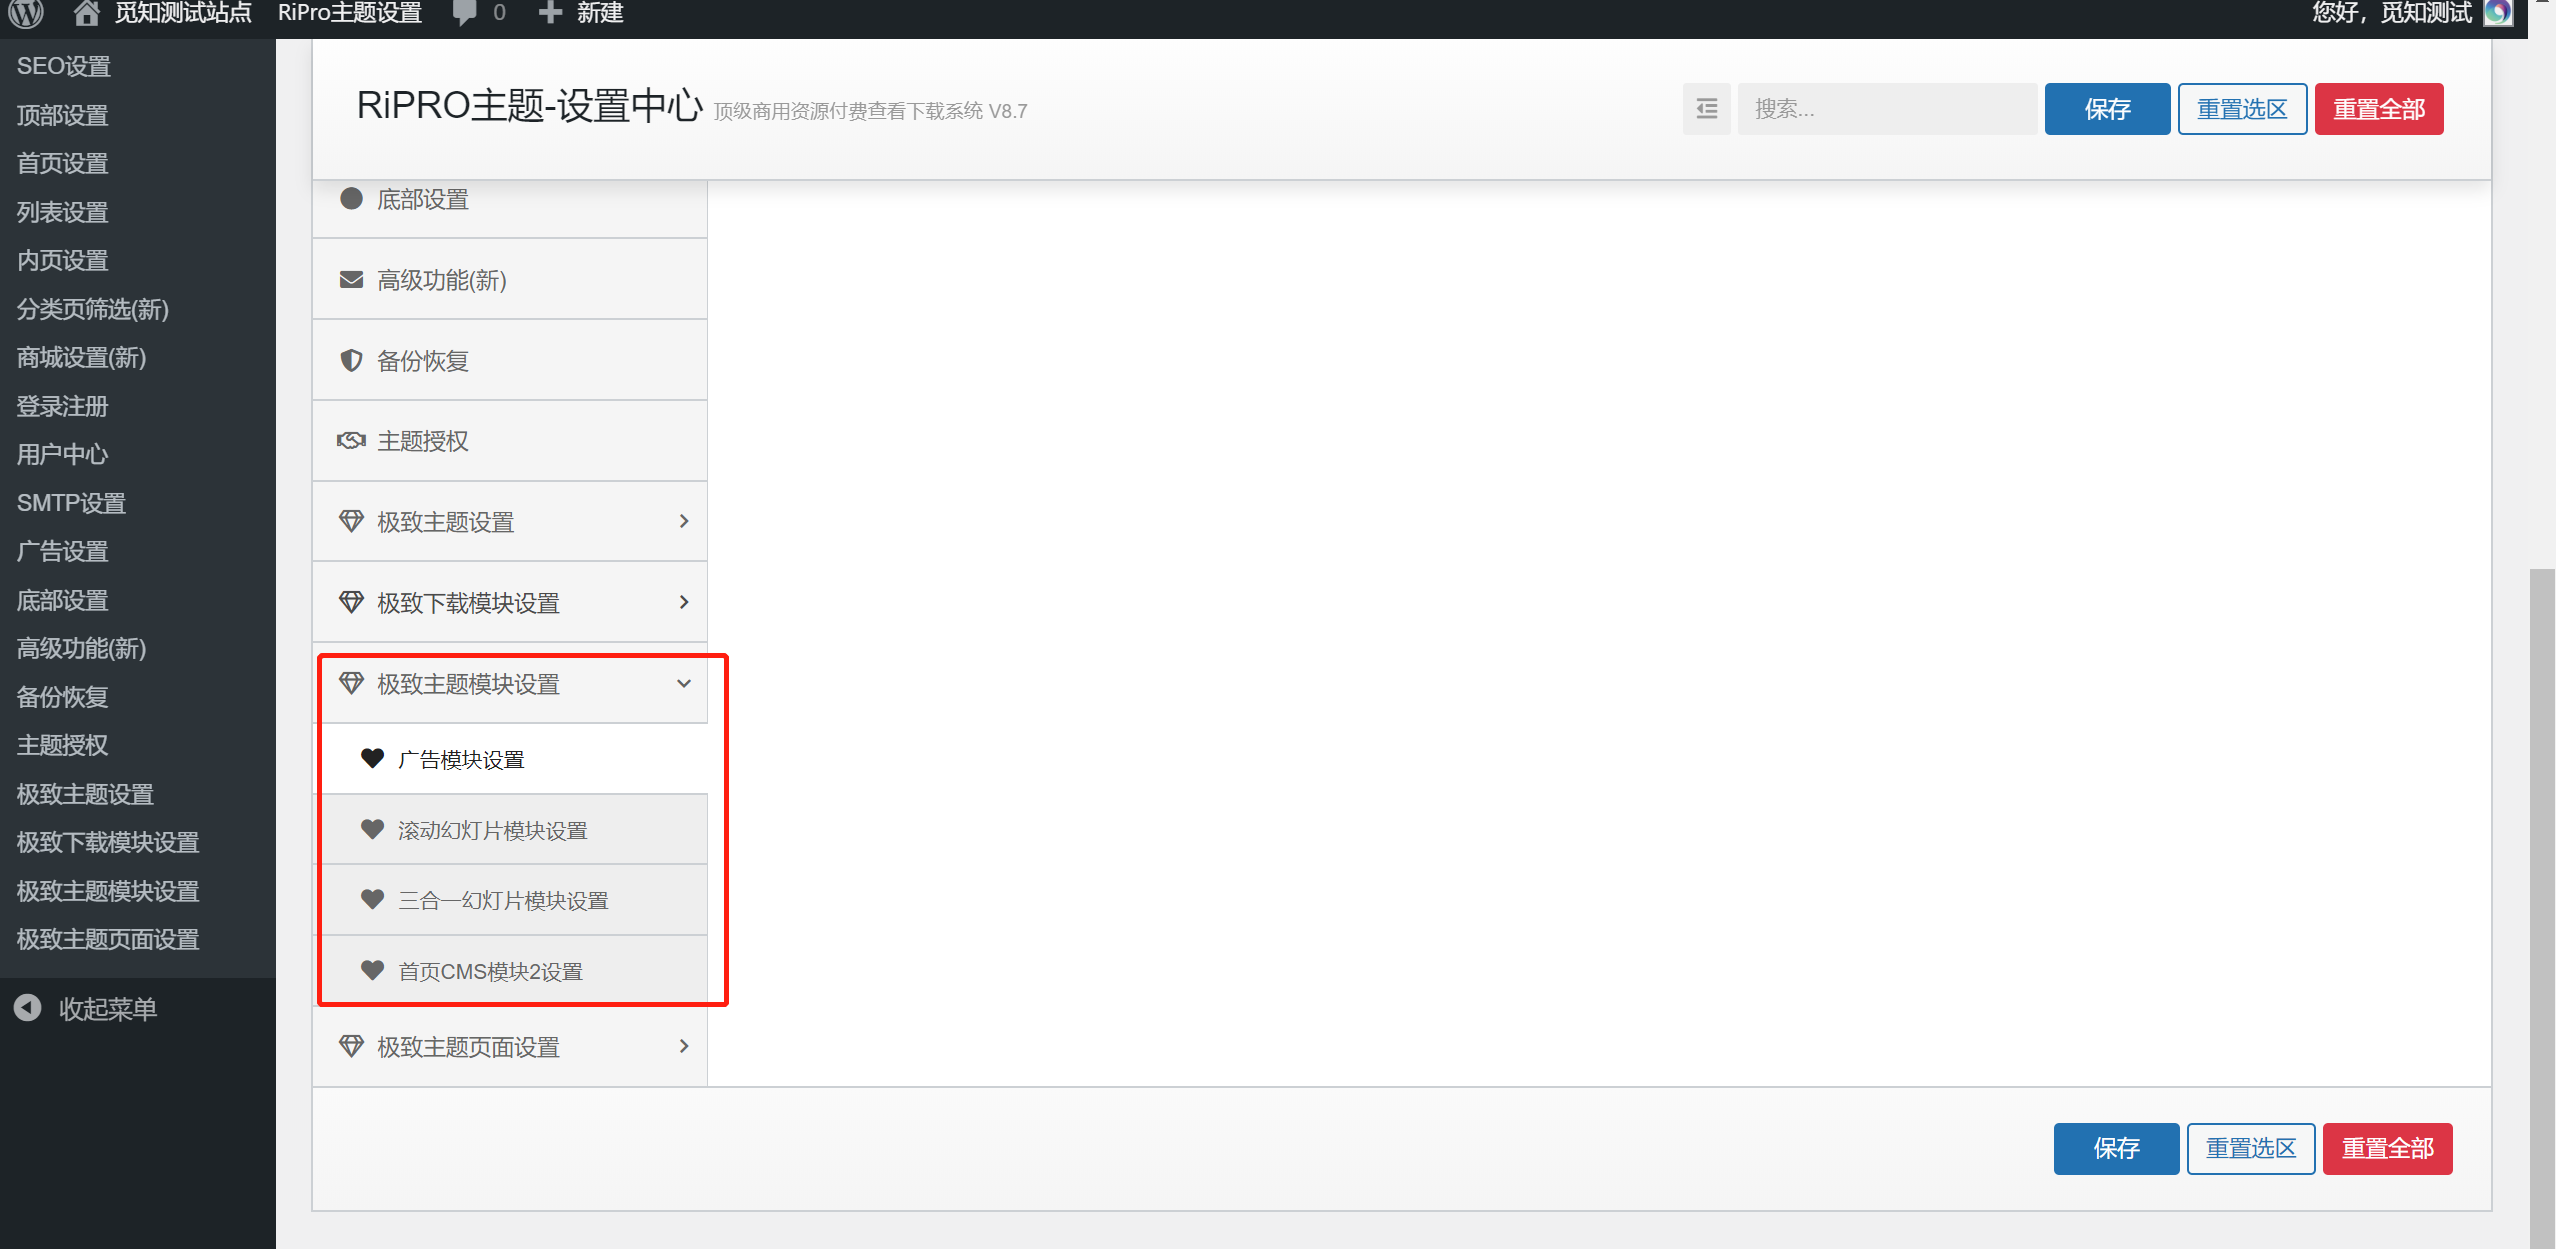 觅知测试站点 RiPro主题设置 0 新建 您好，觅知测试
SEO设置
顶部设置
首页设置
列表设置
内页设置
分类页筛选(新)
商城设置(新)
登录注册
用户中心
SMTP设置
广告设置
底部设置
高级功能(新)
备份恢复
主题授权
极致主题设置
极致下载模块设置
极致主题模块设置
极致主题页面设置
收起菜单
RiPRO主题-设置中心 顶级商用资源付费查看下载系统 V8.7
搜索... 保存 重置选区 重置全部
底部设置
高级功能(新)
备份恢复
主题授权
极致主题设置
极致下载模块设置
极致主题模块设置
广告模块设置
滚动幻灯片模块设置
三合一幻灯片模块设置
首页CMS模块2设置
极致主题页面设置
保存 重置选区 重置全部